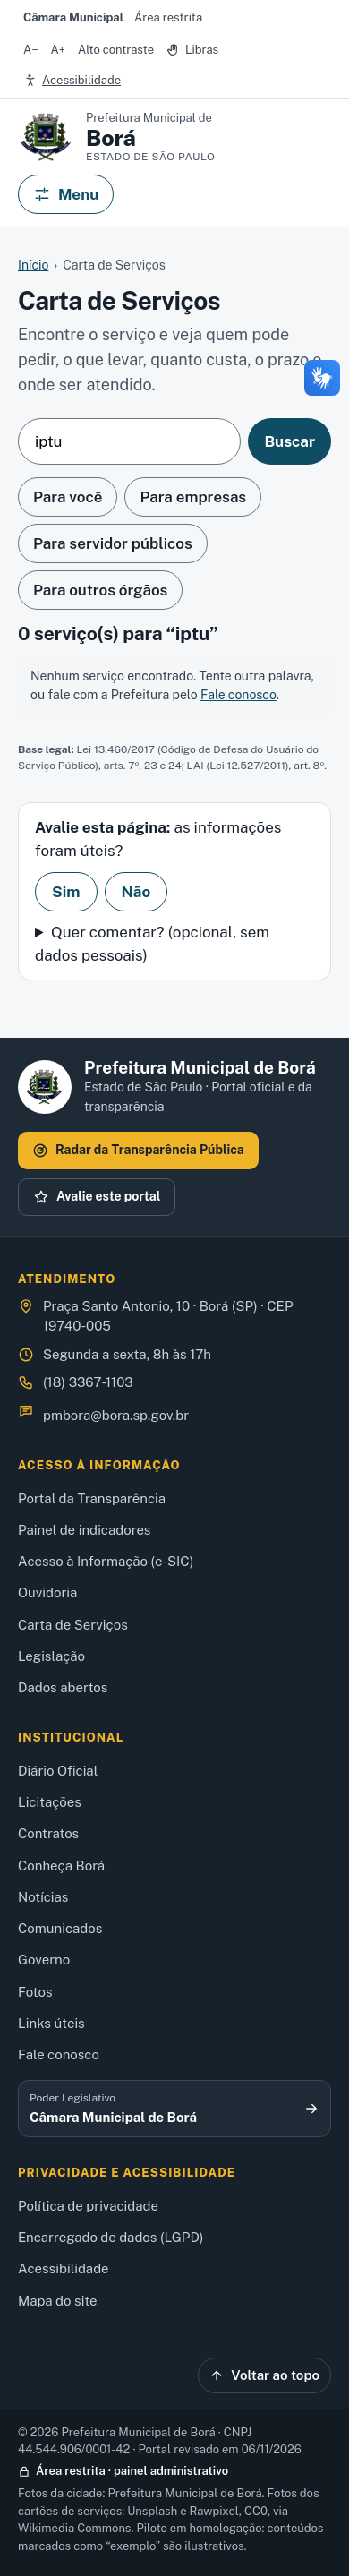 Câmara Municipal Área restrita
A− A+ Alto contraste Libras
Acessibilidade
Prefeitura Municipal de
Borá
ESTADO DE SÃO PAULO
Menu
Início › Carta de Serviços
Carta de Serviços
Encontre o serviço e veja quem pode
pedir, o que levar, quanto custa, o prazo e
onde ser atendido.
iptu Buscar
Para você Para empresas
Para servidor públicos
Para outros órgãos
0 serviço(s) para “iptu”
Nenhum serviço encontrado. Tente outra palavra,
ou fale com a Prefeitura pelo Fale conosco.
Base legal: Lei 13.460/2017 (Código de Defesa do Usuário do
Serviço Público), arts. 7º, 23 e 24; LAI (Lei 12.527/2011), art. 8º.
Avalie esta página: as informações
foram úteis?
Sim Não
Quer comentar? (opcional, sem
dados pessoais)
Prefeitura Municipal de Borá
Estado de São Paulo · Portal oficial e da
transparência
Radar da Transparência Pública
Avalie este portal
ATENDIMENTO
Praça Santo Antonio, 10 · Borá (SP) · CEP
19740-005
Segunda a sexta, 8h às 17h
(18) 3367-1103
pmbora@bora.sp.gov.br
ACESSO À INFORMAÇÃO
Portal da Transparência
Painel de indicadores
Acesso à Informação (e-SIC)
Ouvidoria
Carta de Serviços
Legislação
Dados abertos
INSTITUCIONAL
Diário Oficial
Licitações
Contratos
Conheça Borá
Notícias
Comunicados
Governo
Fotos
Links úteis
Fale conosco
Poder Legislativo
Câmara Municipal de Borá
PRIVACIDADE E ACESSIBILIDADE
Política de privacidade
Encarregado de dados (LGPD)
Acessibilidade
Mapa do site
Voltar ao topo
© 2026 Prefeitura Municipal de Borá · CNPJ
44.544.906/0001-42 · Portal revisado em 06/11/2026
Área restrita · painel administrativo
Fotos da cidade: Prefeitura Municipal de Borá. Fotos dos
cartões de serviços: Unsplash e Rawpixel, CC0, via
Wikimedia Commons. Piloto em homologação: conteúdos
marcados como “exemplo” são ilustrativos.